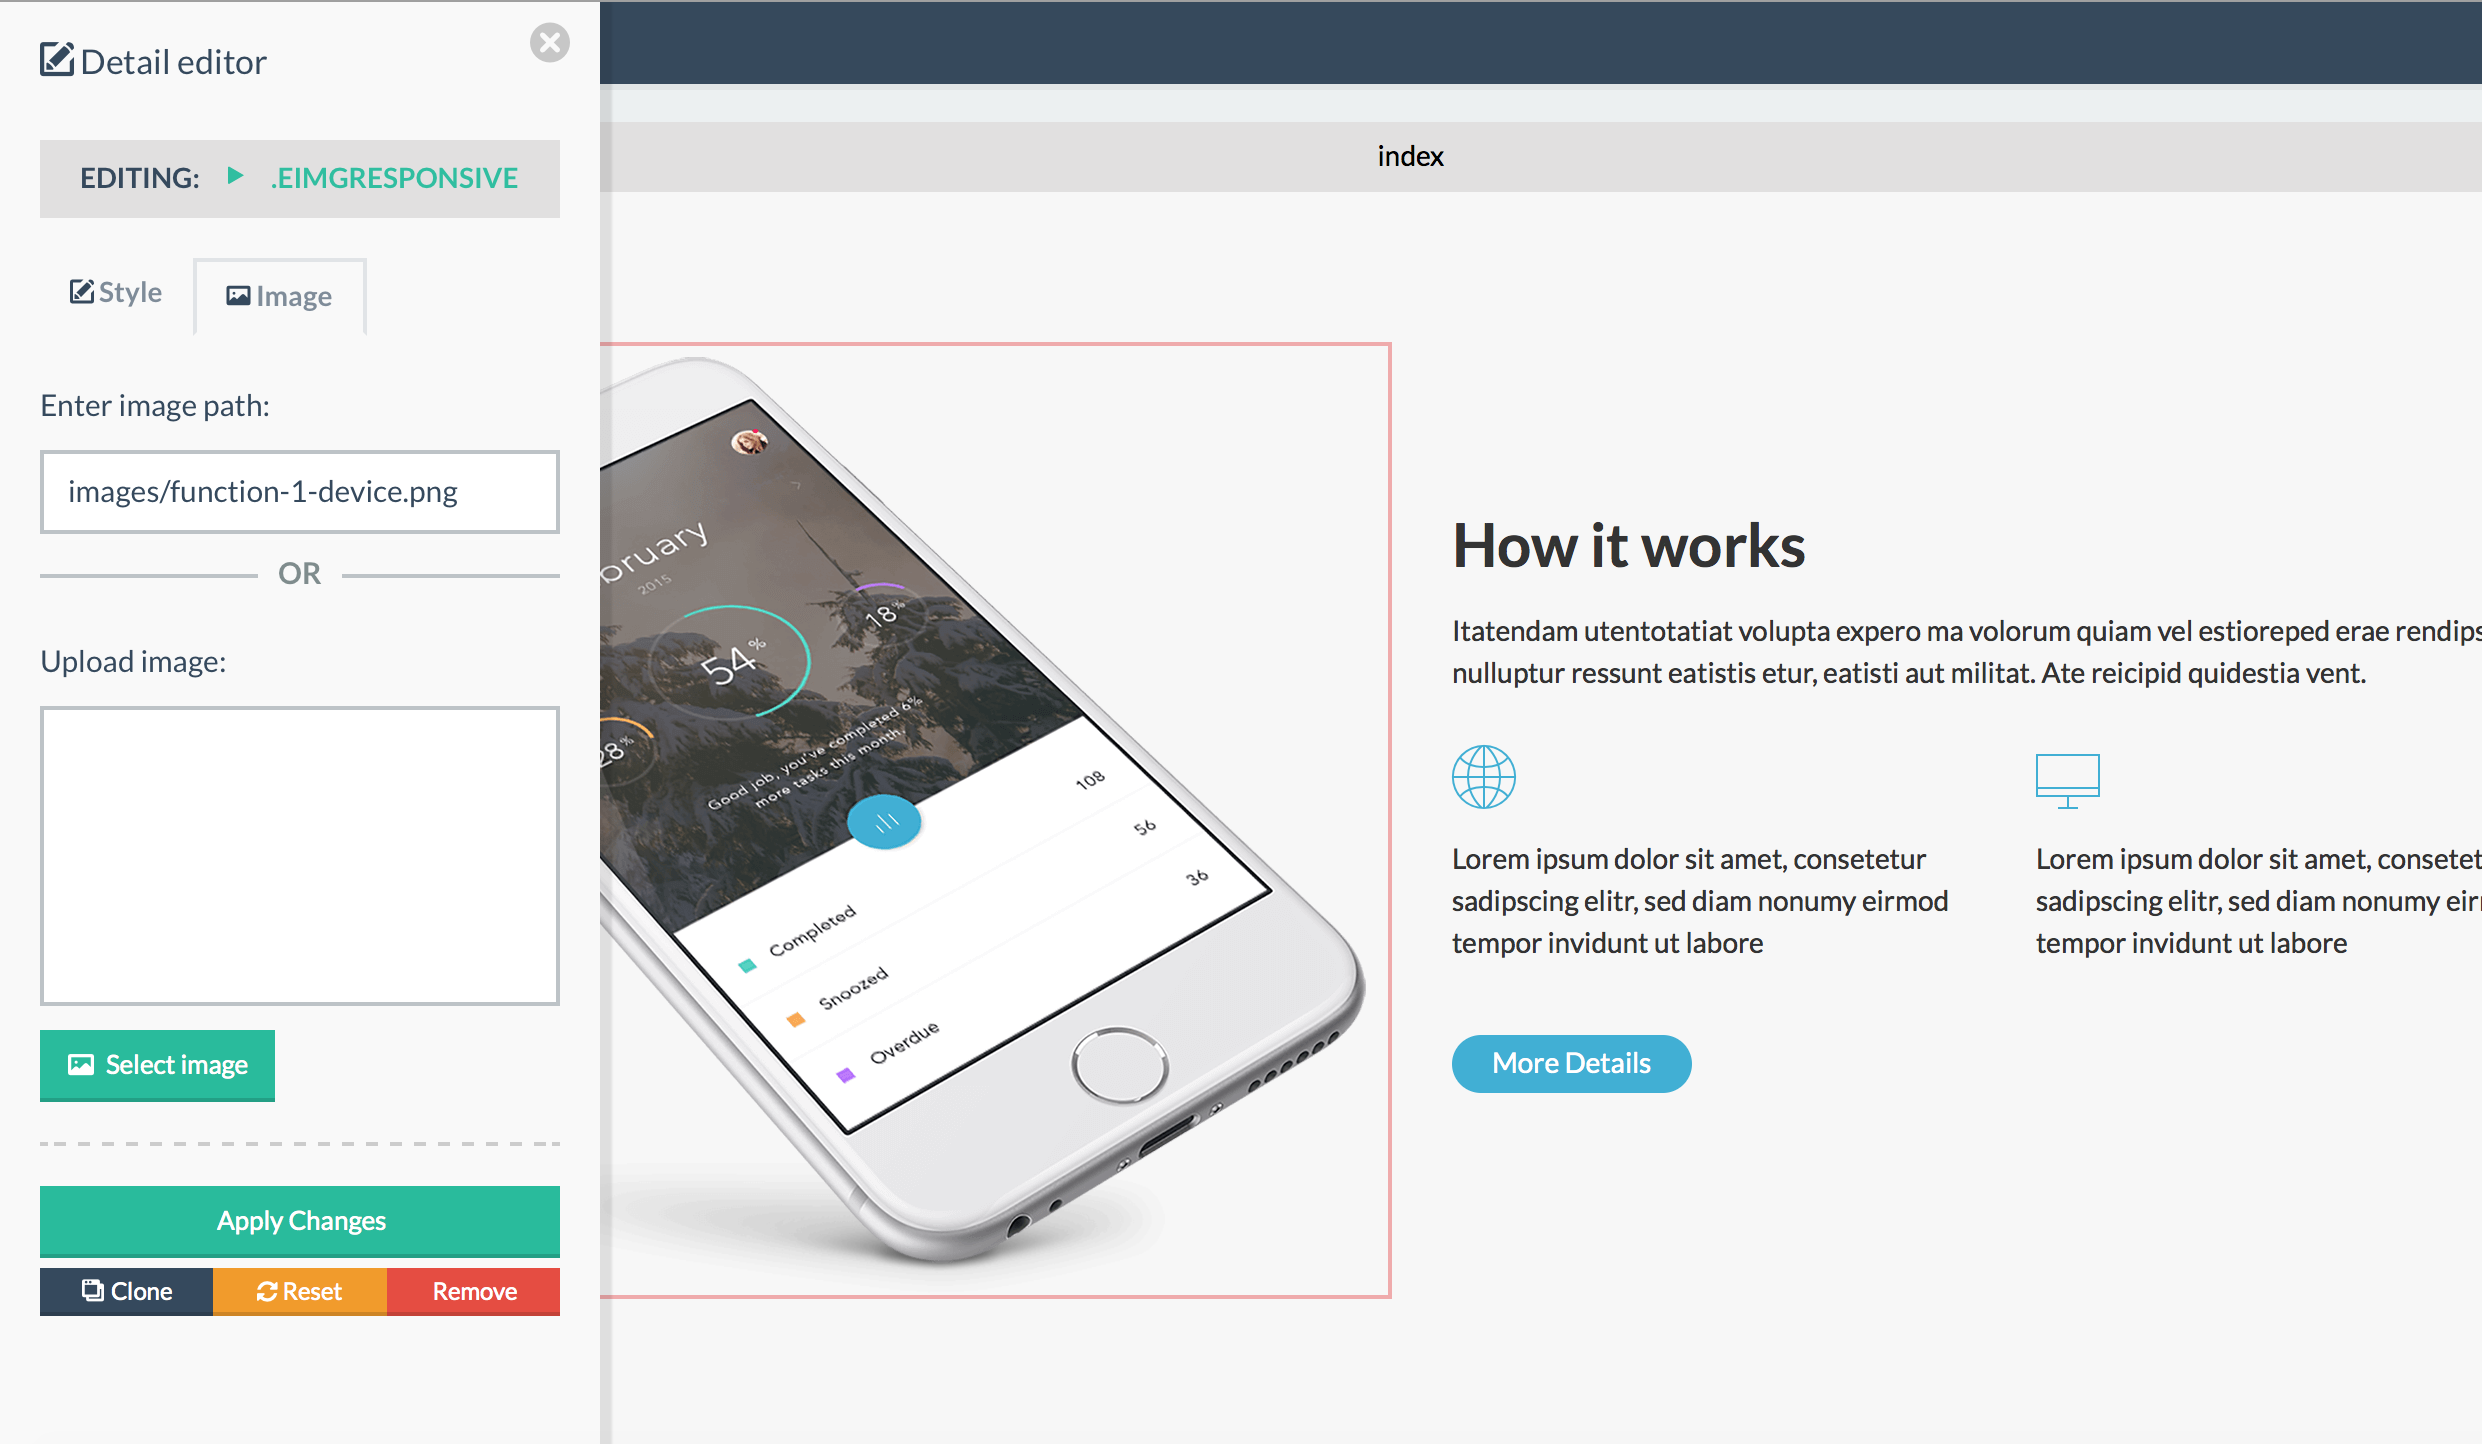 Detail editor
EDITING: .EIMGRESPONSIVE
Style
Image
Enter image path:
images/function-1-device.png
OR
Upload image:
Select image
Apply Changes
Clone
Reset
Remove
index
bruary
2015
54%
18%
28%
Good job, you've completed 6%
more tasks this month.
Completed 108
Snoozed 56
Overdue 36
How it works
Itatendam utentotatiat volupta expero ma volorum quiam vel estioreped erae rendips
nulluptur ressunt eatistis etur, eatisti aut militat. Ate reicipid quidestia vent.
Lorem ipsum dolor sit amet, consetetur
sadipscing elitr, sed diam nonumy eirmod
tempor invidunt ut labore
Lorem ipsum dolor sit amet, consetet
sadipscing elitr, sed diam nonumy eir
tempor invidunt ut labore
More Details